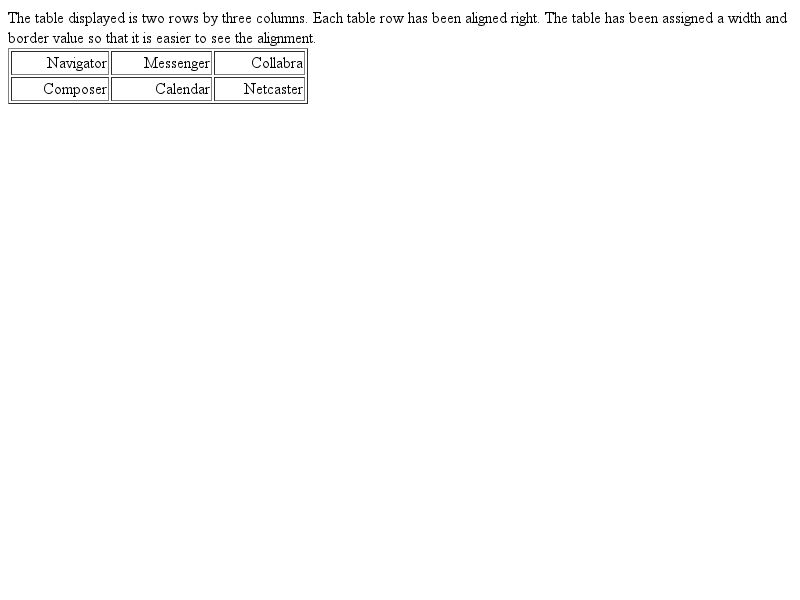 The table displayed is two rows by three columns. Each table row has been aligned right. The table has been assigned a width and
border value so that it is easier to see the alignment.
Navigator Messenger Collabra
Composer Calendar Netcaster